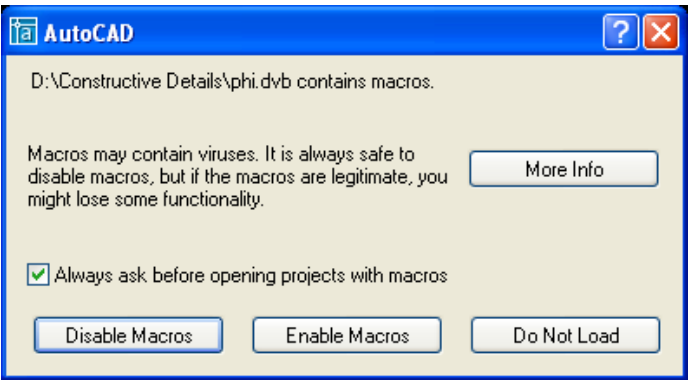 AutoCAD
D:\Constructive Details\phi.dvb contains macros.
Macros may contain viruses. It is always safe to
disable macros, but if the macros are legitimate, you
might lose some functionality.
More Info
Always ask before opening projects with macros
Disable Macros
Enable Macros
Do Not Load